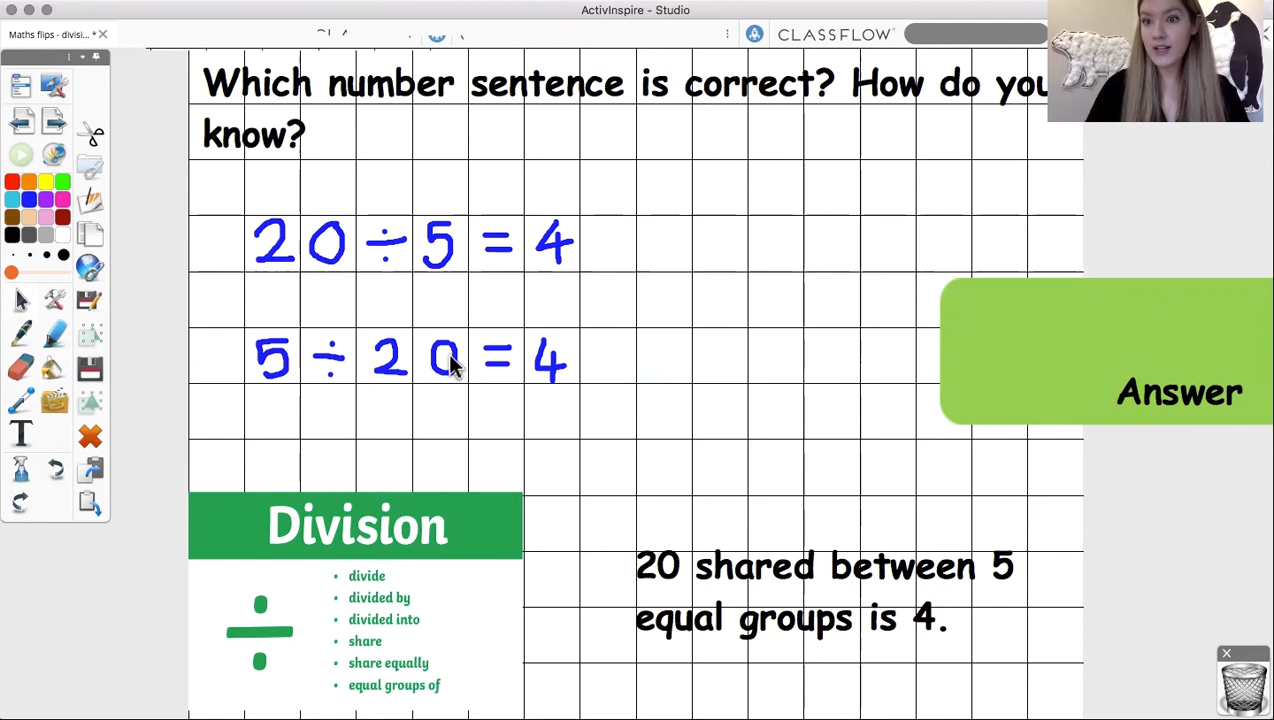 ActivInspire - Studio
Maths flips - divisi... *
CLASSFLOW
Which number sentence is correct? How do you
know?
20 ÷ 5 = 4
5 ÷ 20 = 4
Answer
Division
÷
• divide
• divided by
• divided into
• share
• share equally
• equal groups of
20 shared between 5
equal groups is 4.
T